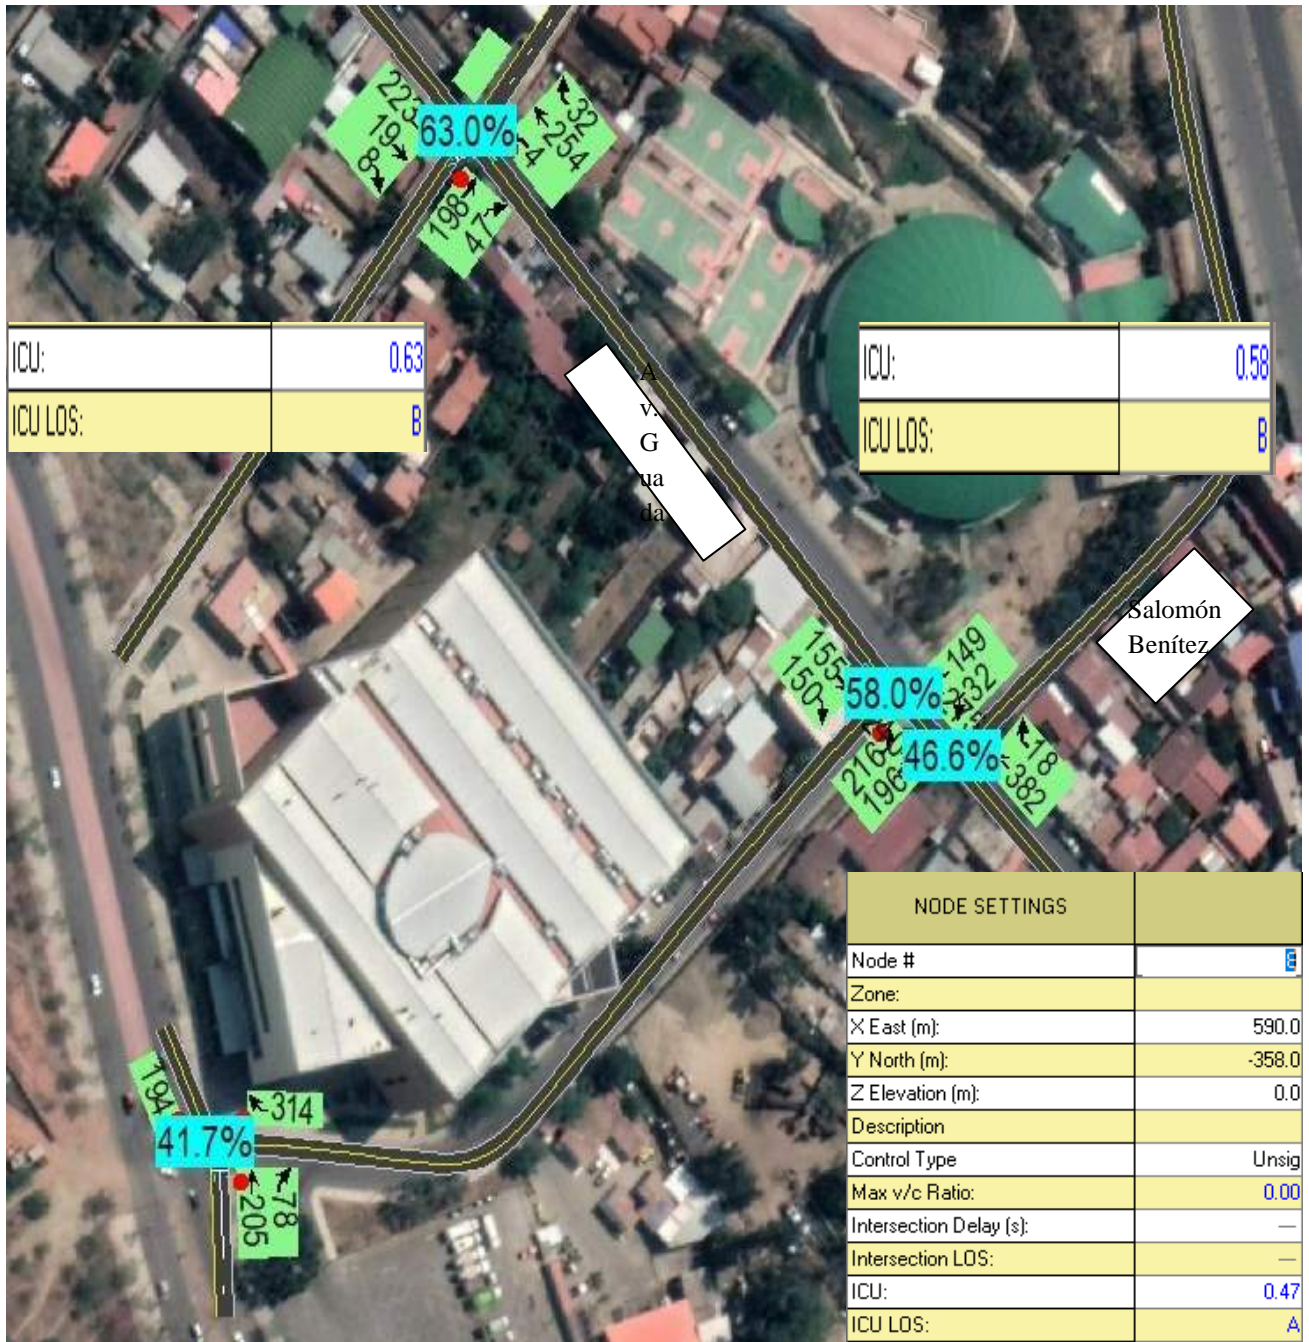 32
254
4
223
19
8
63.0%
198
47
ICU: 0.63
ICU LOS: B
ICU: 0.58
ICU LOS: B
A
v.
G
ua
da
Salomón
Benítez
155
150
149
132
58.0%
216
196
46.6%
18
382
NODE SETTINGS
Node #
Zone:
X East (m): 590.0
Y North (m): -358.0
Z Elevation (m): 0.0
Description
Control Type Unsig
Max v/c Ratio: 0.00
Intersection Delay (s): —
Intersection LOS: —
ICU: 0.47
ICU LOS: A
194
314
41.7%
205
78